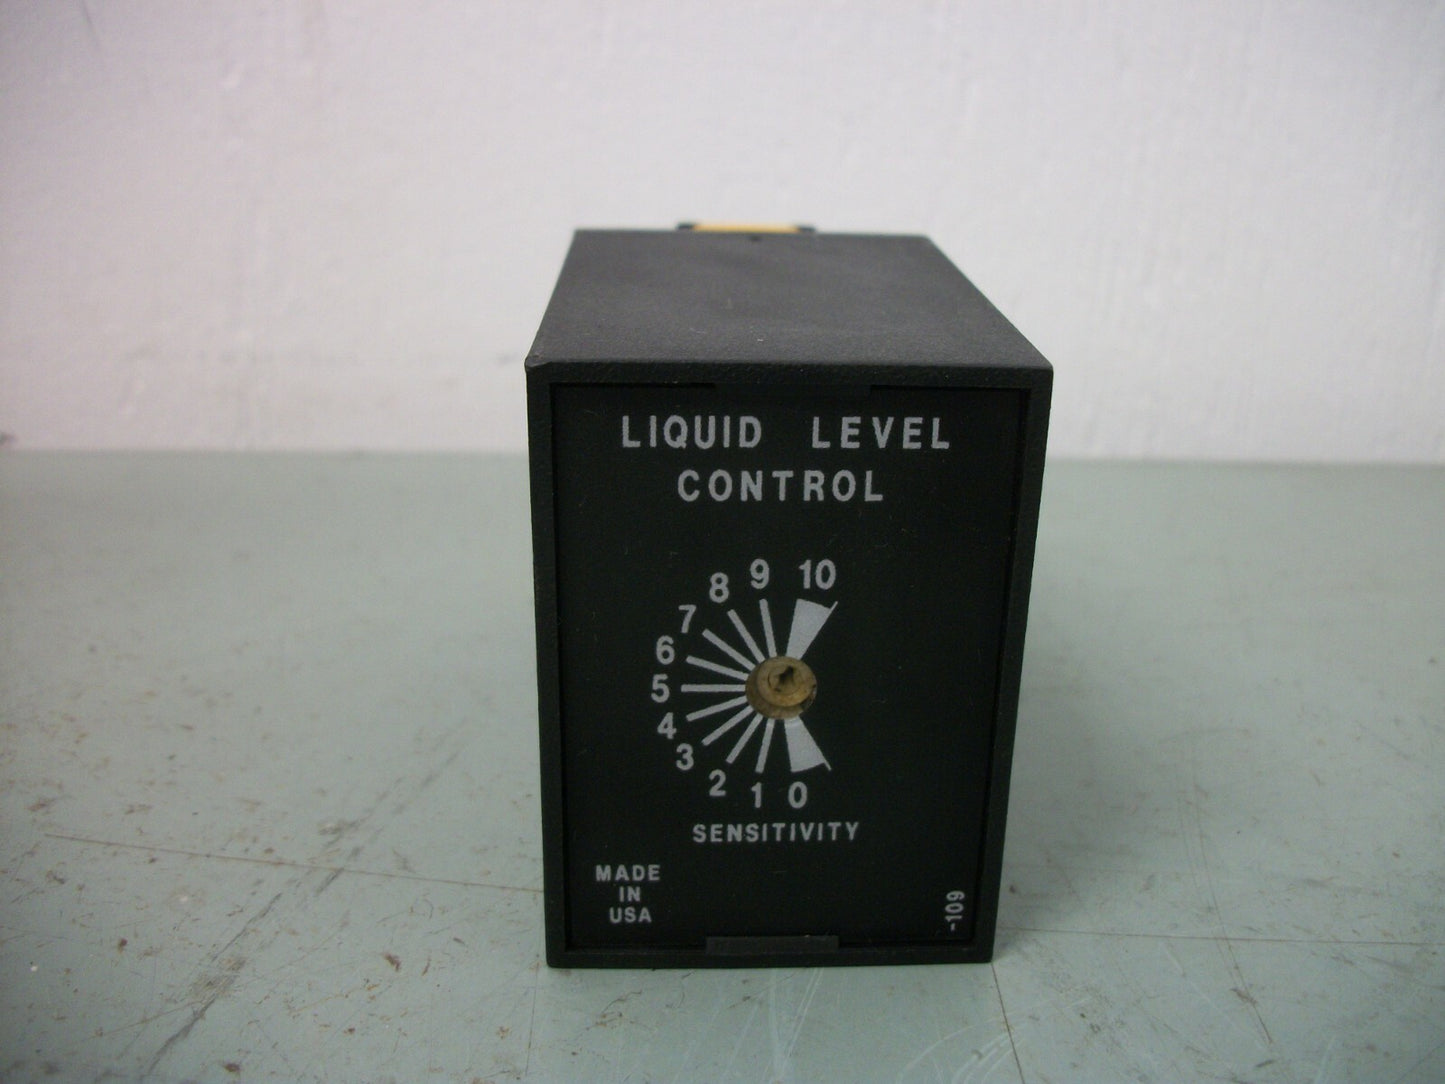 LIQUID LEVEL
CONTROL
10
9
8
7
6
5
4
3
2
1
0
SENSITIVITY
MADE
IN
USA
-109